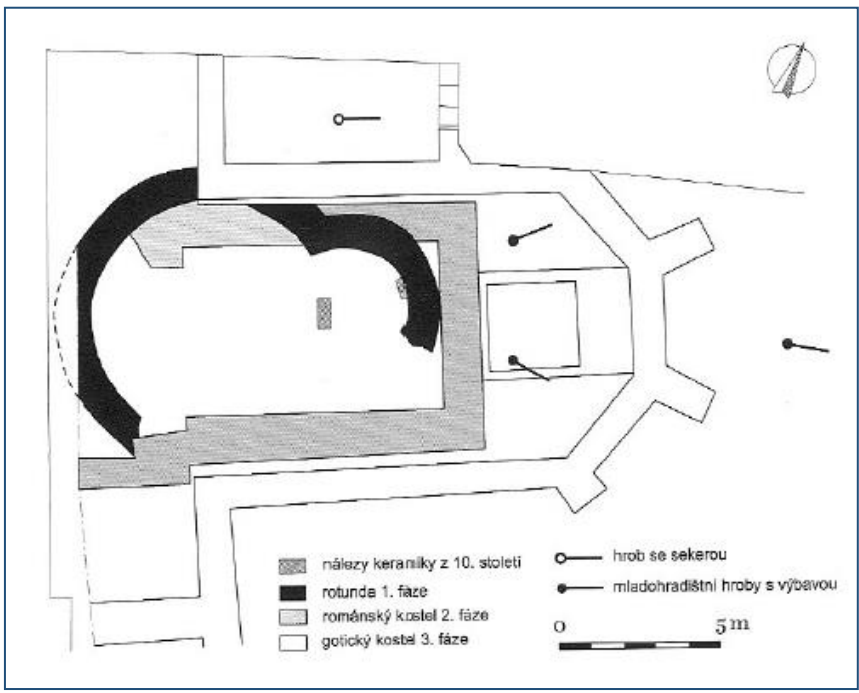 nálezy keramiky z 10. století
rotunda 1. fáze
románský kostel 2. fáze
gotický kostel 3. fáze
hrob se sekerou
mladohradištní hroby s výbavou
0 5 m